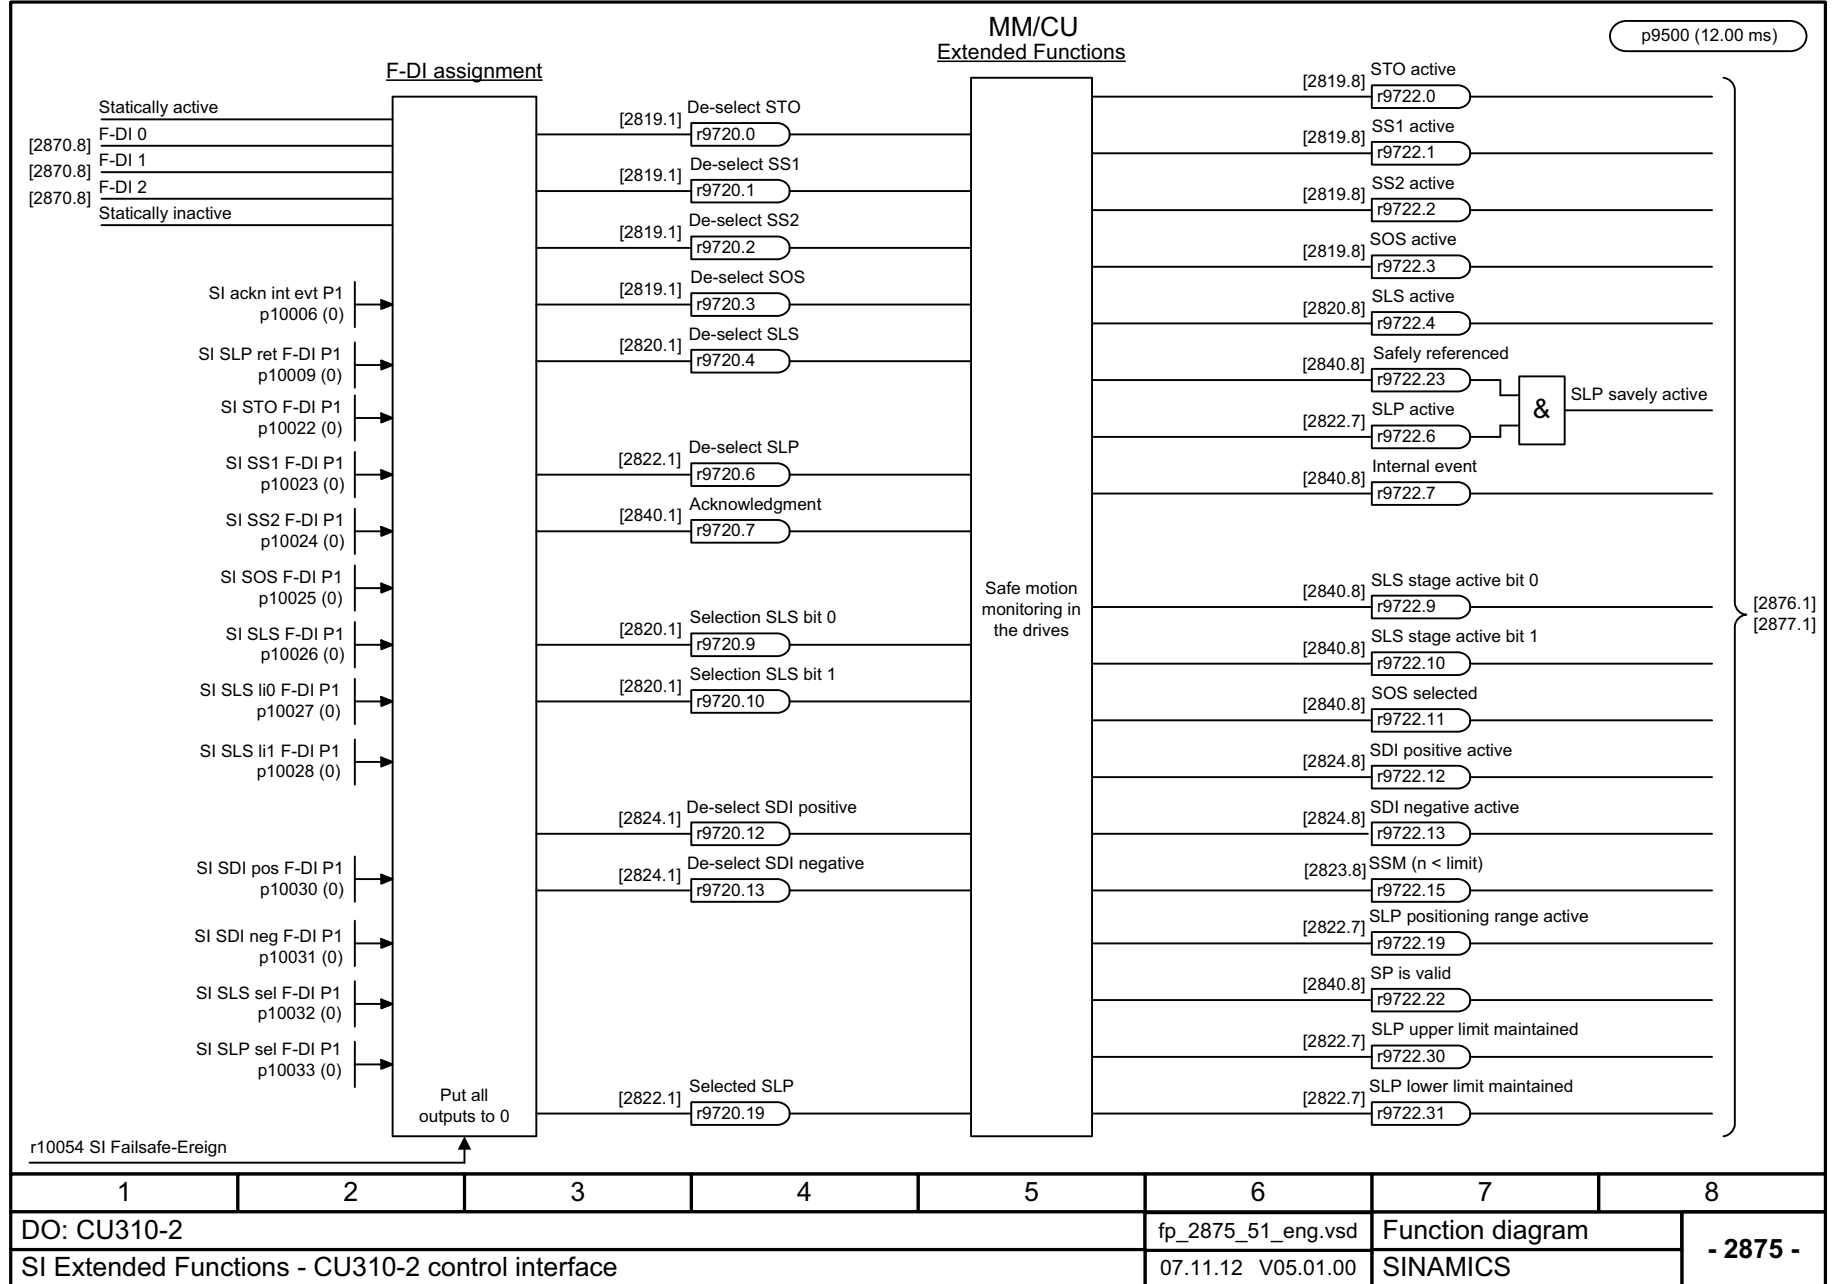 MM/CU
Extended Functions
p9500 (12.00 ms)
F-DI assignment
Statically active
[2870.8] F-DI 0
[2870.8] F-DI 1
[2870.8] F-DI 2
Statically inactive
SI ackn int evt P1
p10006 (0)
SI SLP ret F-DI P1
p10009 (0)
SI STO F-DI P1
p10022 (0)
SI SS1 F-DI P1
p10023 (0)
SI SS2 F-DI P1
p10024 (0)
SI SOS F-DI P1
p10025 (0)
SI SLS F-DI P1
p10026 (0)
SI SLS li0 F-DI P1
p10027 (0)
SI SLS li1 F-DI P1
p10028 (0)
SI SDI pos F-DI P1
p10030 (0)
SI SDI neg F-DI P1
p10031 (0)
SI SLS sel F-DI P1
p10032 (0)
SI SLP sel F-DI P1
p10033 (0)
Put all
outputs to 0
r10054 SI Failsafe-Ereign
[2819.1] De-select STO
r9720.0
[2819.1] De-select SS1
r9720.1
[2819.1] De-select SS2
r9720.2
[2819.1] De-select SOS
r9720.3
[2820.1] De-select SLS
r9720.4
[2822.1] De-select SLP
r9720.6
[2840.1] Acknowledgment
r9720.7
[2820.1] Selection SLS bit 0
r9720.9
[2820.1] Selection SLS bit 1
r9720.10
[2824.1] De-select SDI positive
r9720.12
[2824.1] De-select SDI negative
r9720.13
[2822.1] Selected SLP
r9720.19
Safe motion
monitoring in
the drives
[2819.8] STO active
r9722.0
[2819.8] SS1 active
r9722.1
[2819.8] SS2 active
r9722.2
[2819.8] SOS active
r9722.3
[2820.8] SLS active
r9722.4
[2840.8] Safely referenced
r9722.23
[2822.7] SLP active
r9722.6
&
SLP savely active
[2840.8] Internal event
r9722.7
[2840.8] SLS stage active bit 0
r9722.9
[2840.8] SLS stage active bit 1
r9722.10
[2840.8] SOS selected
r9722.11
[2824.8] SDI positive active
r9722.12
[2824.8] SDI negative active
r9722.13
[2823.8] SSM (n < limit)
r9722.15
[2822.7] SLP positioning range active
r9722.19
[2840.8] SP is valid
r9722.22
[2822.7] SLP upper limit maintained
r9722.30
[2822.7] SLP lower limit maintained
r9722.31
[2876.1]
[2877.1]
1 2 3 4 5 6 7 8
DO: CU310-2 fp_2875_51_eng.vsd Function diagram
- 2875 -
SI Extended Functions - CU310-2 control interface 07.11.12 V05.01.00 SINAMICS